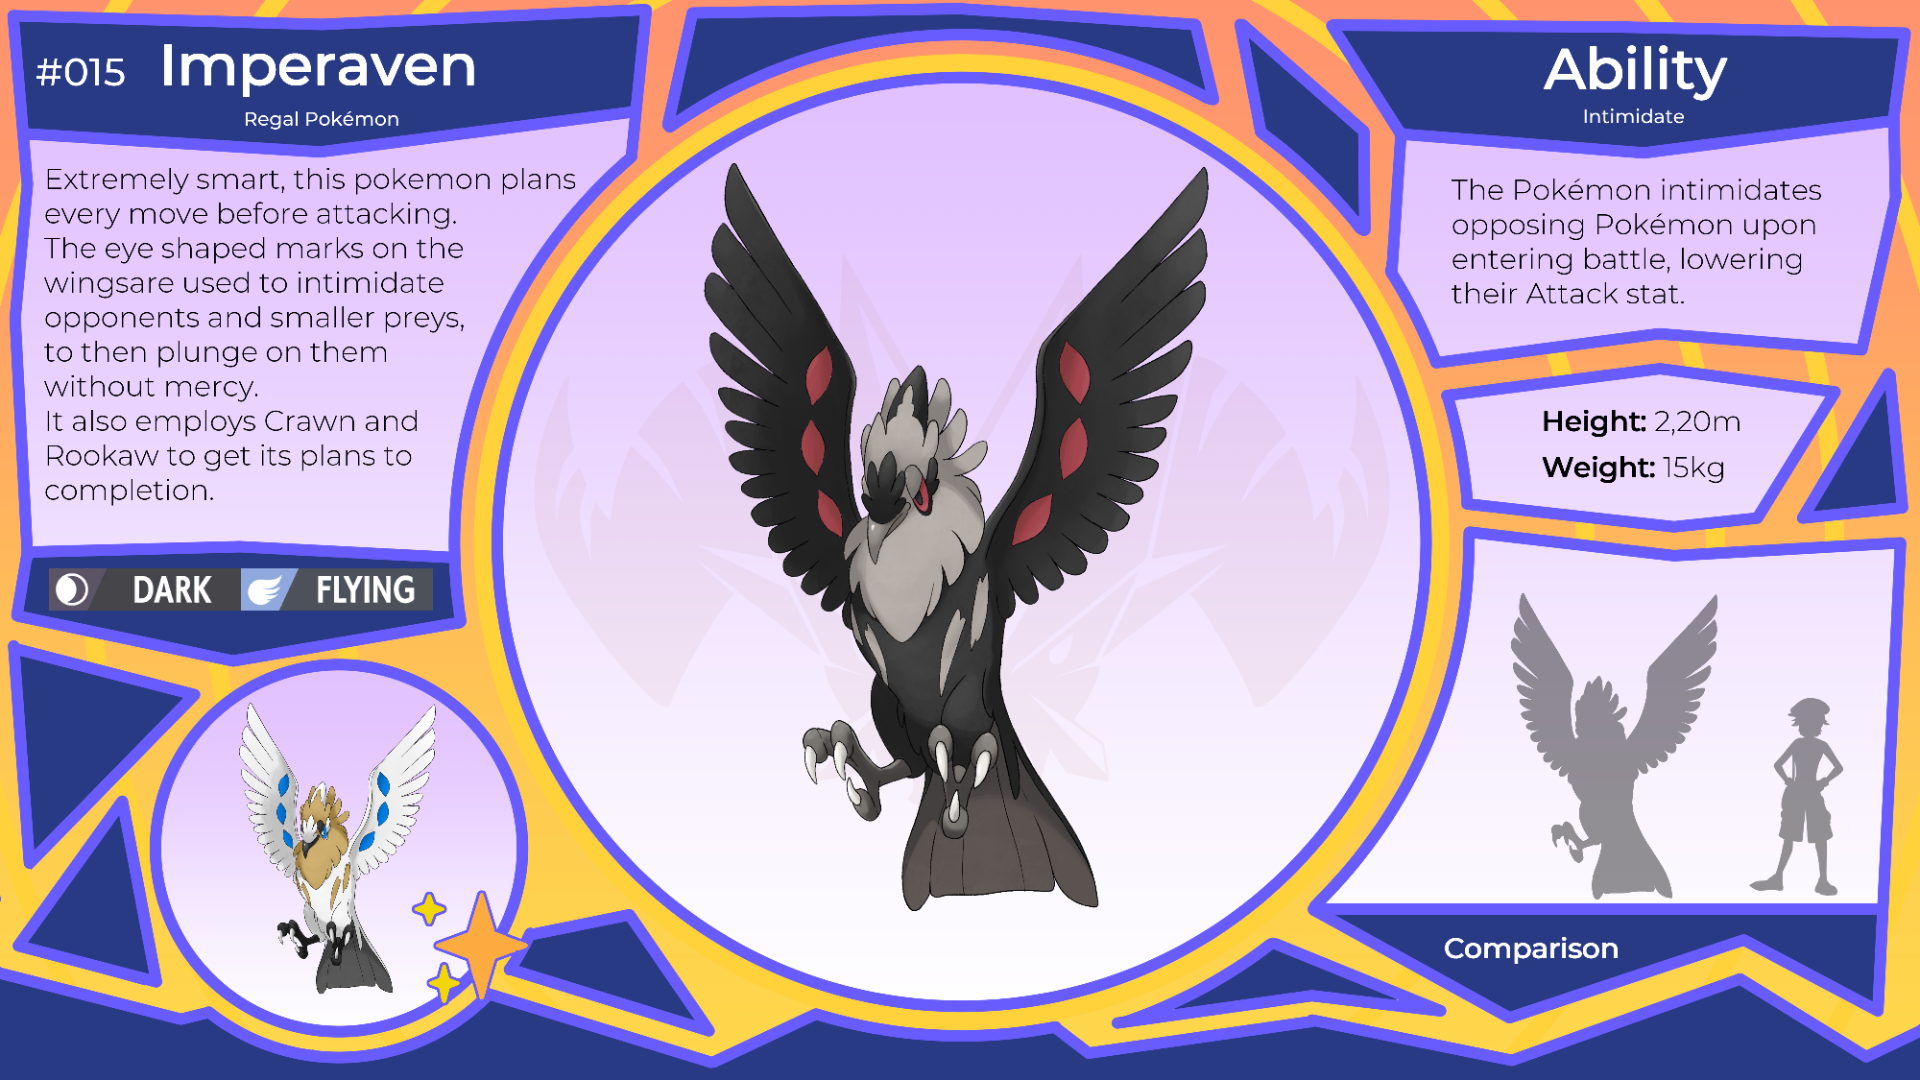 #015 Imperaven
Regal Pokémon
Extremely smart, this pokemon plans
every move before attacking.
The eye shaped marks on the
wingsare used to intimidate
opponents and smaller preys,
to then plunge on them
without mercy.
It also employs Crawn and
Rookaw to get its plans to
completion.
DARK FLYING
Ability
Intimidate
The Pokémon intimidates
opposing Pokémon upon
entering battle, lowering
their Attack stat.
Height: 2,20m
Weight: 15kg
Comparison